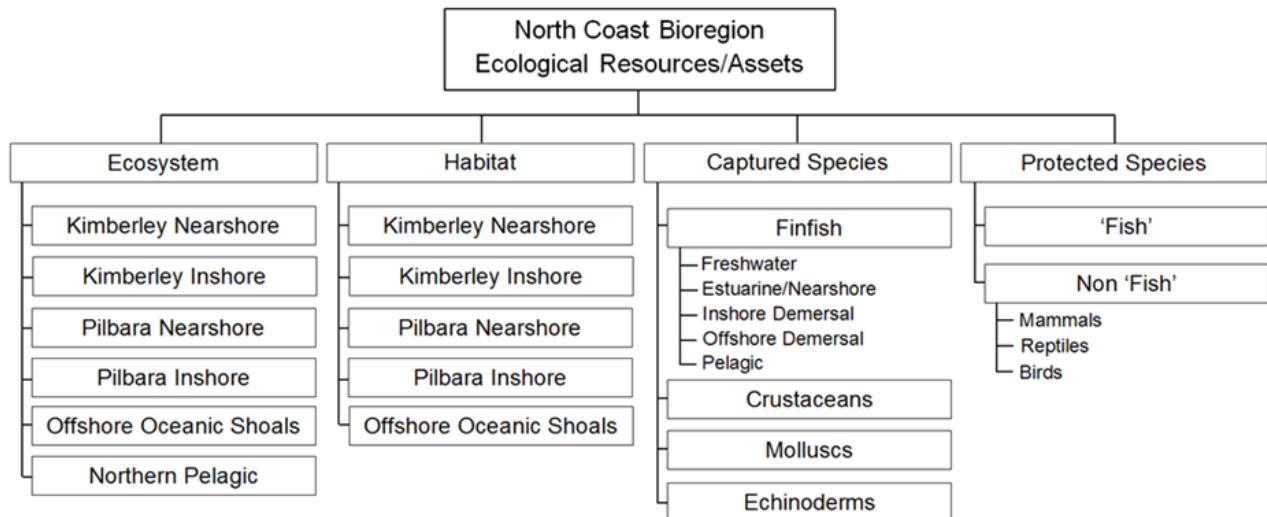 North Coast Bioregion
Ecological Resources/Assets
Ecosystem
Kimberley Nearshore
Kimberley Inshore
Pilbara Nearshore
Pilbara Inshore
Offshore Oceanic Shoals
Northern Pelagic
Habitat
Kimberley Nearshore
Kimberley Inshore
Pilbara Nearshore
Pilbara Inshore
Offshore Oceanic Shoals
Captured Species
Finfish
Freshwater
Estuarine/Nearshore
Inshore Demersal
Offshore Demersal
Pelagic
Crustaceans
Molluscs
Echinoderms
Protected Species
‘Fish’
Non ‘Fish’
Mammals
Reptiles
Birds